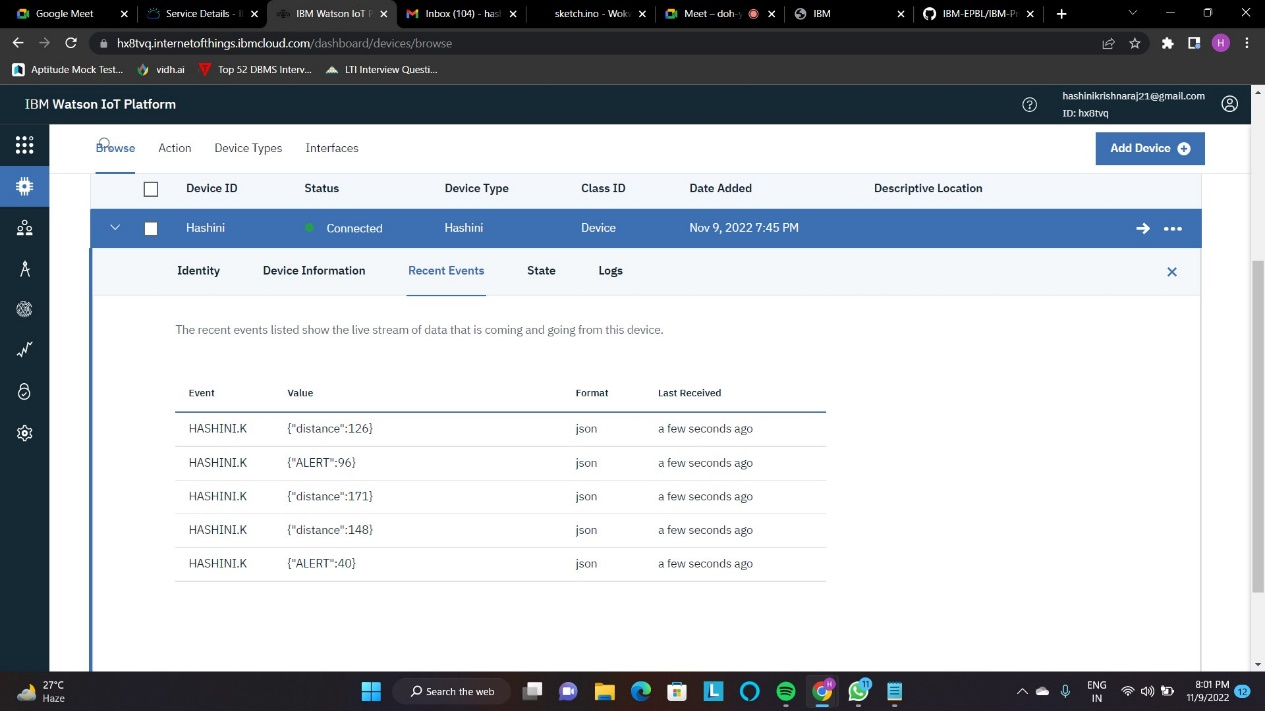 Google Meet
Service Details - I
IBM Watson IoT P
Inbox (104) - hasl
sketch.ino - Wokw
Meet – doh-y
IBM
IBM-EPBL/IBM-Pr
hx8tvq.internetofthings.ibmcloud.com/dashboard/devices/browse
H
Aptitude Mock Test...
vidh.ai
Top 52 DBMS Interv...
LTI Interview Questi...
IBM Watson IoT Platform
hashinikrishnaraj21@gmail.com
ID: hx8tvq
Browse
Action
Device Types
Interfaces
Add Device
Device ID
Status
Device Type
Class ID
Date Added
Descriptive Location
Hashini
Connected
Hashini
Device
Nov 9, 2022 7:45 PM
Identity
Device Information
Recent Events
State
Logs
The recent events listed show the live stream of data that is coming and going from this device.
Event
Value
Format
Last Received
HASHINI.K
{"distance":126}
json
a few seconds ago
HASHINI.K
{"ALERT":96}
json
a few seconds ago
HASHINI.K
{"distance":171}
json
a few seconds ago
HASHINI.K
{"distance":148}
json
a few seconds ago
HASHINI.K
{"ALERT":40}
json
a few seconds ago
27°C
Haze
Search the web
L
H
11
ENG
IN
8:01 PM
11/9/2022
12